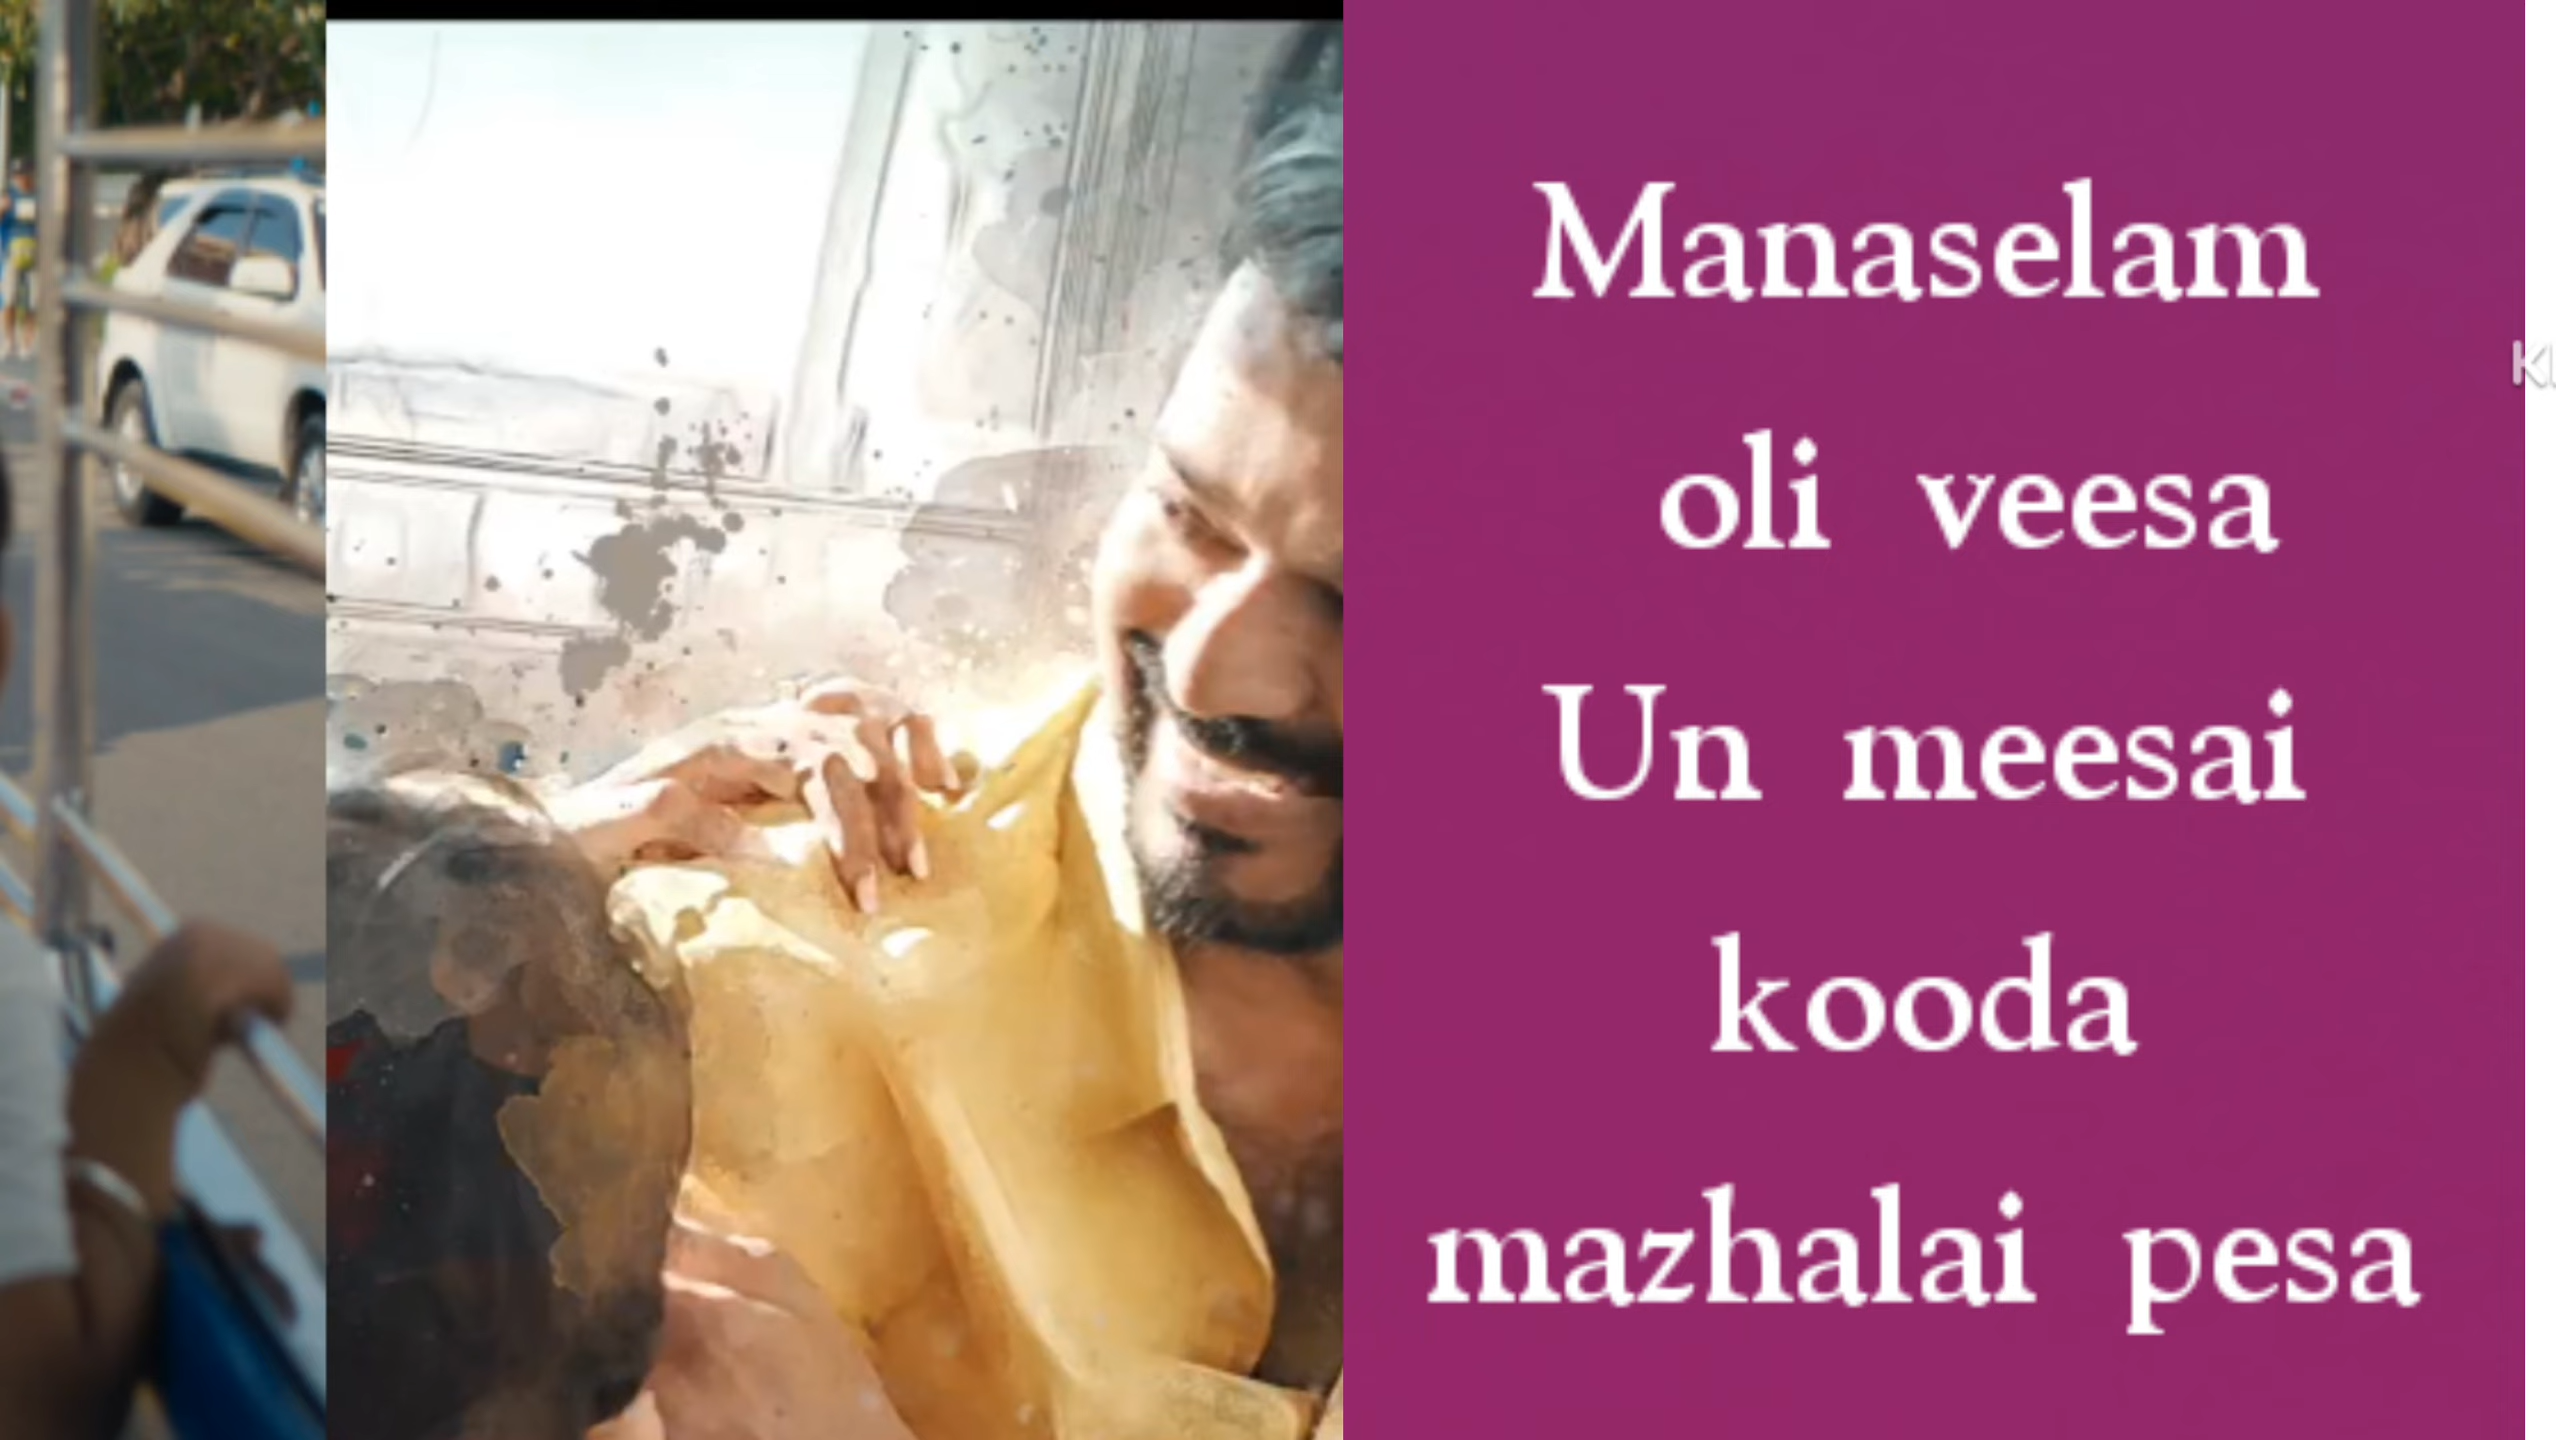 Manaselam
oli veesa
Un meesai
kooda
mazhalai pesa